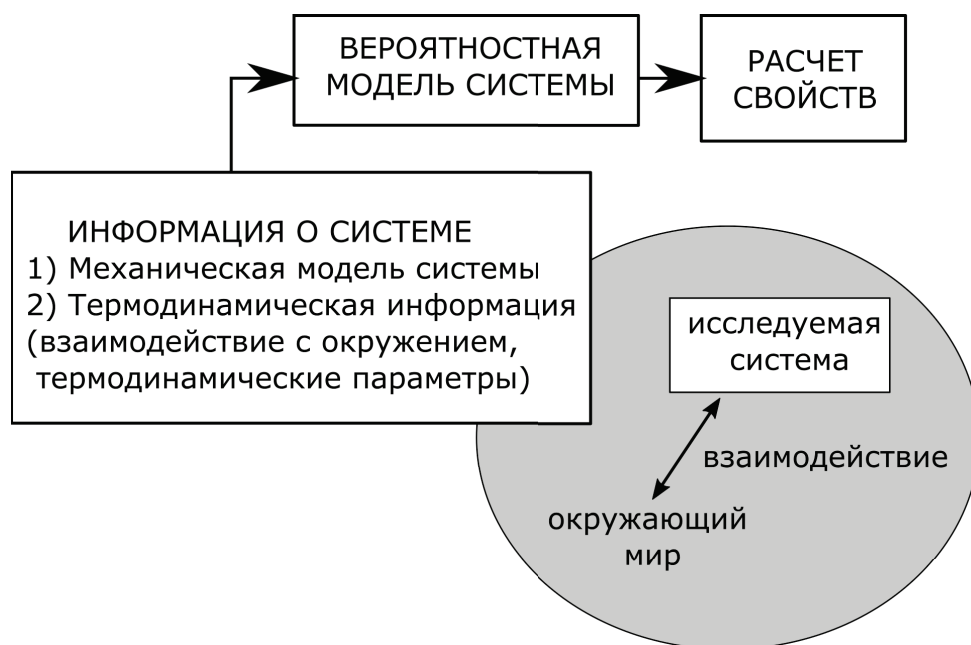 ВЕРОЯТНОСТНАЯ
МОДЕЛЬ СИСТЕМЫ
РАСЧЕТ
СВОЙСТВ
ИНФОРМАЦИЯ О СИСТЕМЕ
1) Механическая модель системы
2) Термодинамическая информация
(взаимодействие с окружением,
термодинамические параметры)
исследуемая
система
взаимодействие
окружающий
мир